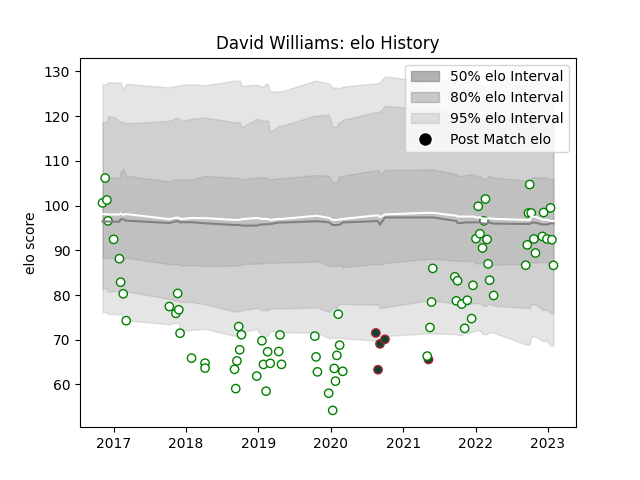 David Williams: elo History
130
120
110
100
90
80
70
60
elo score
50% elo Interval
80% elo Interval
95% elo Interval
Post Match elo
2017 2018 2019 2020 2021 2022 2023